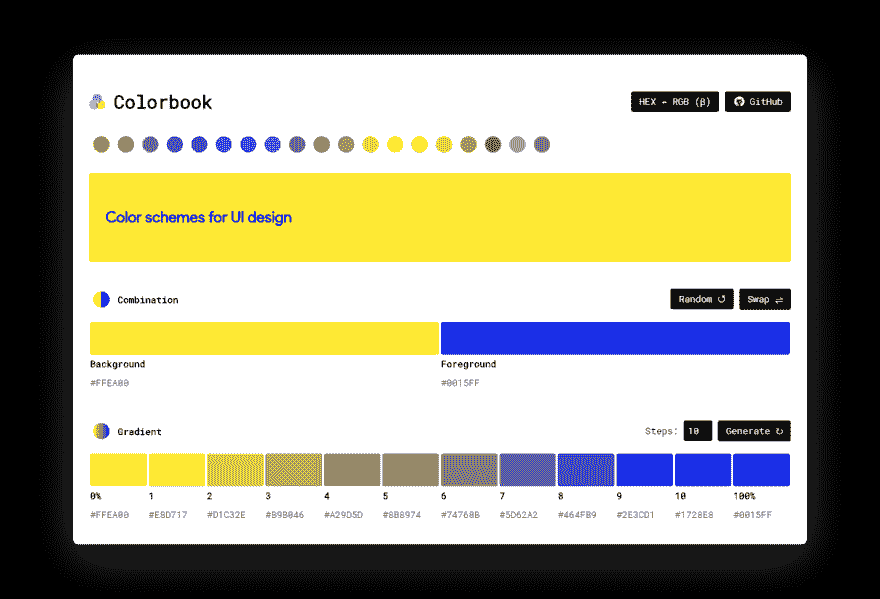 Colorbook
HEX ↔ RGB (β)
GitHub
Color schemes for UI design
Combination
Random ↺
Swap ⇌
Background
Foreground
#FFEA00
#0015FF
Gradient
Steps: 10
Generate ↻
0% 1 2 3 4 5 6 7 8 9 10 100%
#FFEA00 #E8D717 #D1C32E #B9B046 #A29D5D #8B8974 #74768B #5D62A2 #464FB9 #2E3CD1 #1728E8 #0015FF